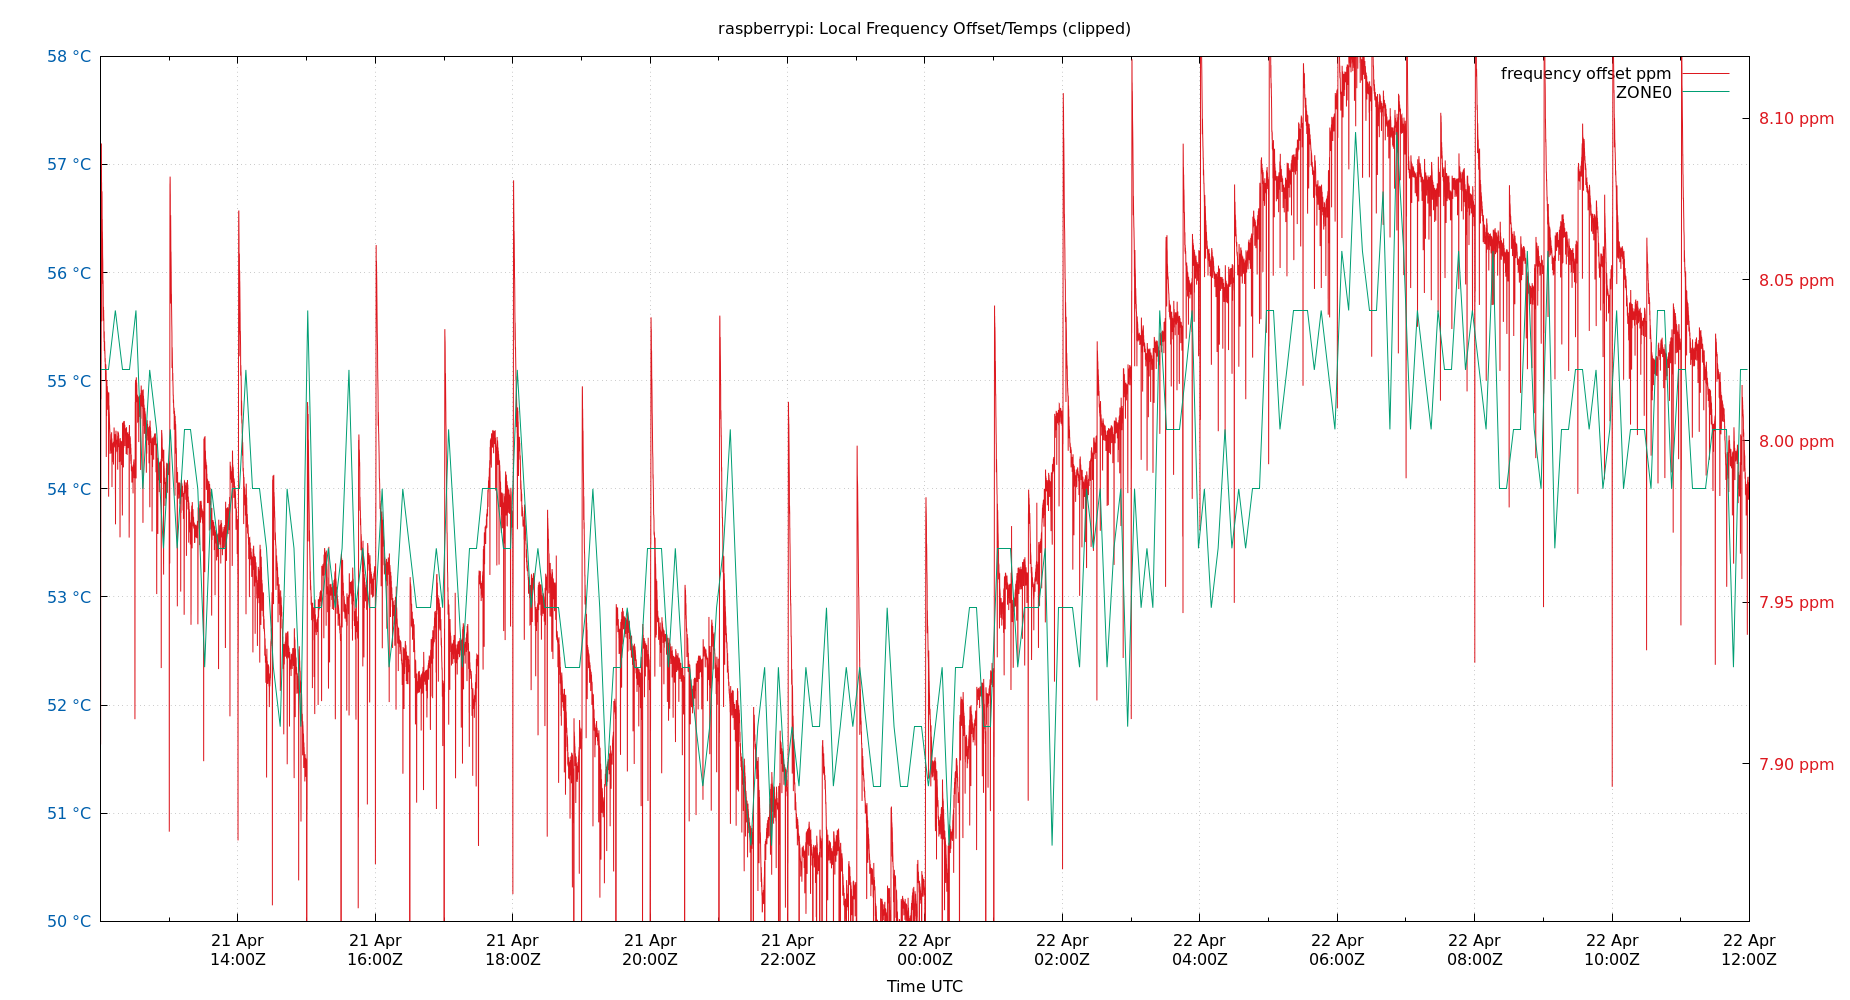 raspberrypi: Local Frequency Offset/Temps (clipped)
frequency offset ppm
ZONE0
58 °C
57 °C
56 °C
55 °C
54 °C
53 °C
52 °C
51 °C
50 °C
8.10 ppm
8.05 ppm
8.00 ppm
7.95 ppm
7.90 ppm
21 Apr 21 Apr 21 Apr 21 Apr 21 Apr 22 Apr 22 Apr 22 Apr 22 Apr 22 Apr 22 Apr 22 Apr
14:00Z 16:00Z 18:00Z 20:00Z 22:00Z 00:00Z 02:00Z 04:00Z 06:00Z 08:00Z 10:00Z 12:00Z
Time UTC